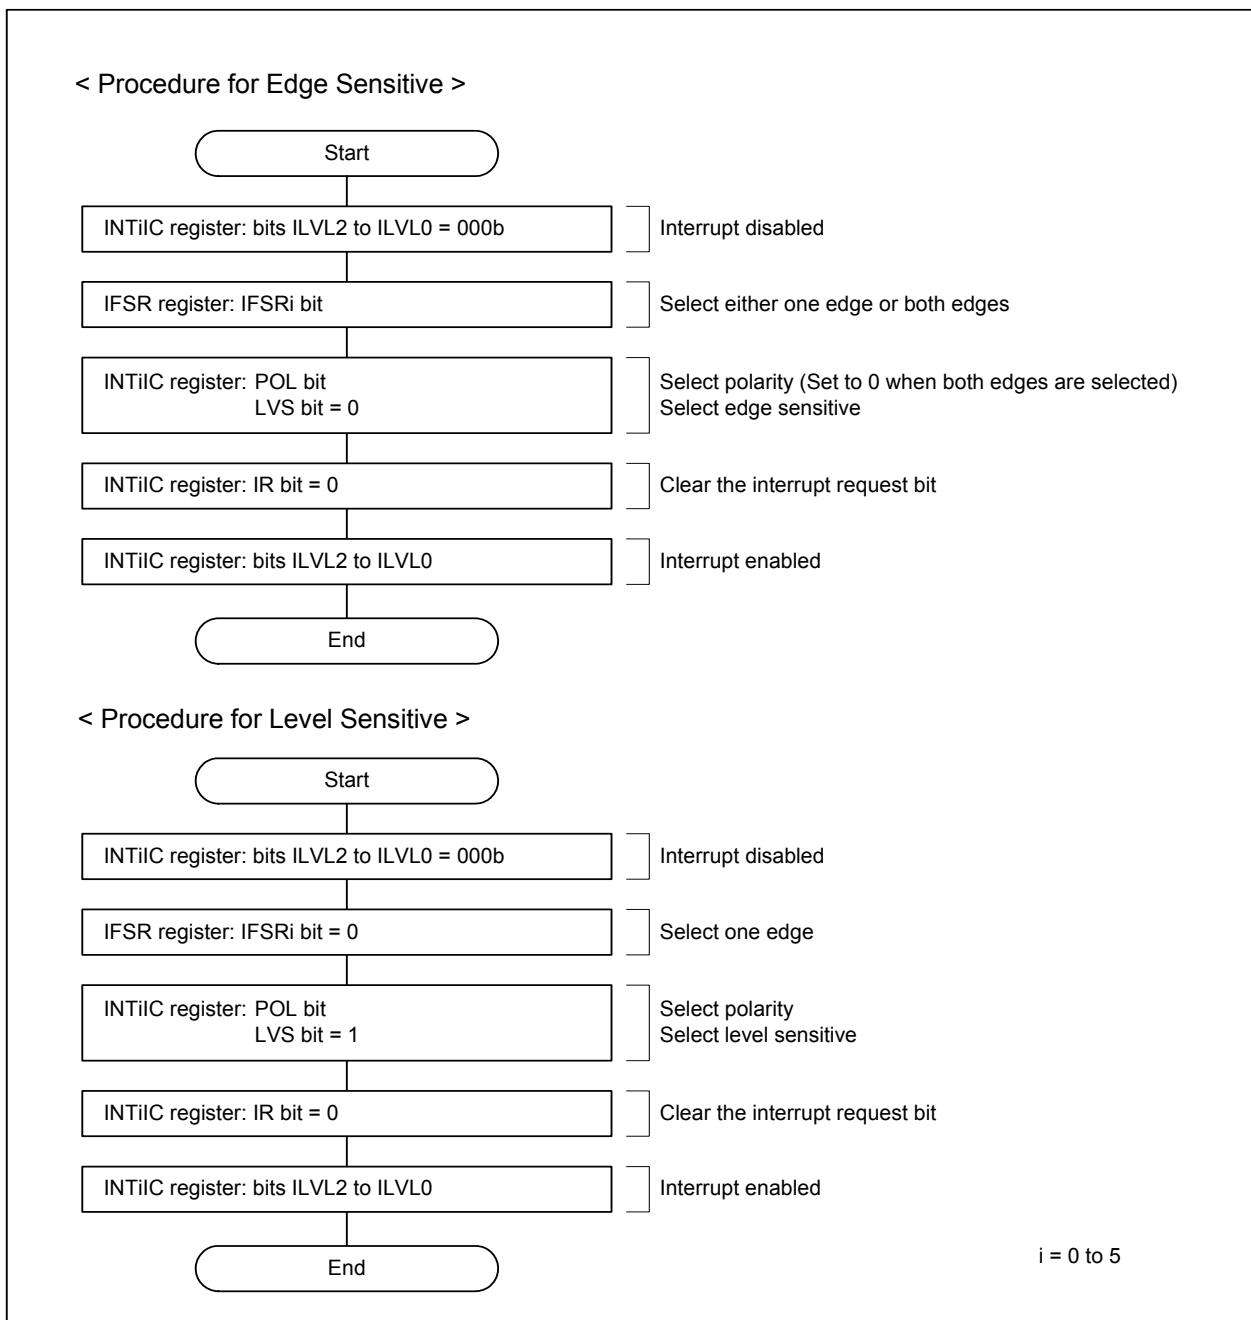 < Procedure for Edge Sensitive >
Start
INTiIC register: bits ILVL2 to ILVL0 = 000b
Interrupt disabled
IFSR register: IFSRi bit
Select either one edge or both edges
INTiIC register: POL bit
LVS bit = 0
Select polarity (Set to 0 when both edges are selected)
Select edge sensitive
INTiIC register: IR bit = 0
Clear the interrupt request bit
INTiIC register: bits ILVL2 to ILVL0
Interrupt enabled
End
< Procedure for Level Sensitive >
Start
INTiIC register: bits ILVL2 to ILVL0 = 000b
Interrupt disabled
IFSR register: IFSRi bit = 0
Select one edge
INTiIC register: POL bit
LVS bit = 1
Select polarity
Select level sensitive
INTiIC register: IR bit = 0
Clear the interrupt request bit
INTiIC register: bits ILVL2 to ILVL0
Interrupt enabled
End
i = 0 to 5